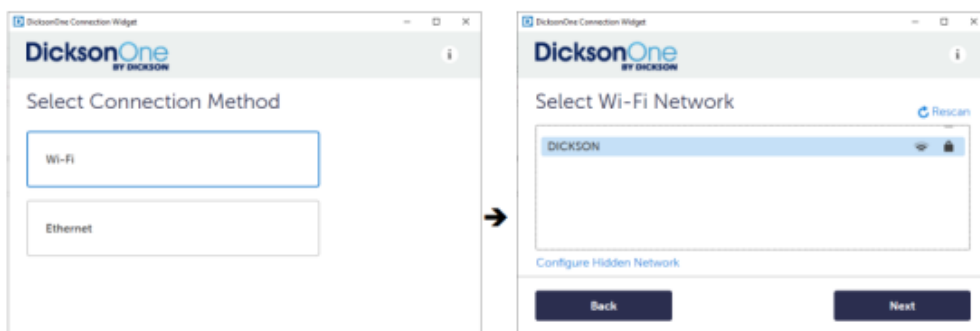 DicksonOne Connection Widget
DicksonOne
BY DICKSON
i
Select Connection Method
Wi-Fi
Ethernet
DicksonOne Connection Widget
DicksonOne
BY DICKSON
i
Select Wi-Fi Network
Rescan
DICKSON
Configure Hidden Network
Back
Next